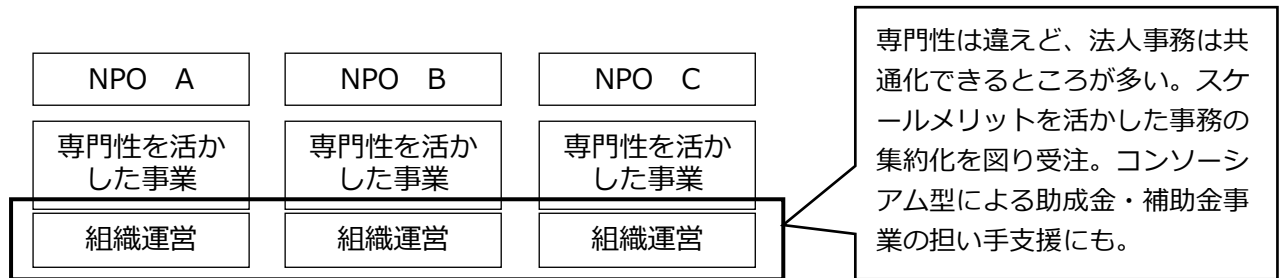 NPO　A
NPO　B
NPO　C
専門性を活か
した事業
専門性を活か
した事業
専門性を活か
した事業
組織運営
組織運営
組織運営
専門性は違えど、法人事務は共
通化できるところが多い。スケ
ールメリットを活かした事務の
集約化を図り受注。コンソーシ
アム型による助成金・補助金事
業の担い手支援にも。